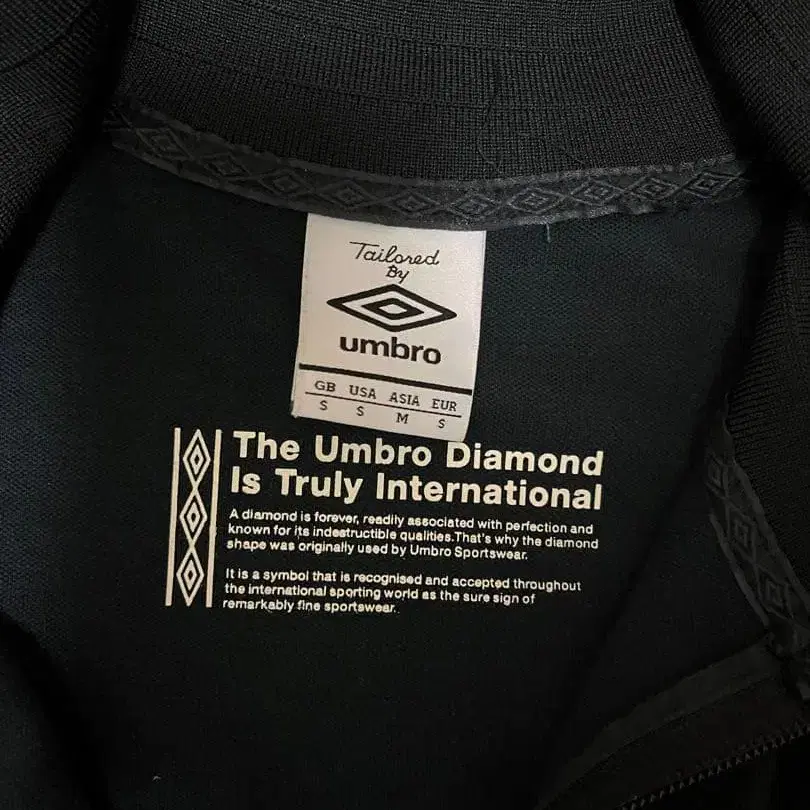 Tailored
By
umbro
GB USA ASIA EUR
S S M S
The Umbro Diamond
Is Truly International
A diamond is forever, readily associated with perfection and
known for its indestructible qualities.That's why the diamond
shape was originally used by Umbro Sportswear.
It is a symbol that is recognised and accepted throughout
the international sporting world as the sure sign of
remarkably fine sportswear.